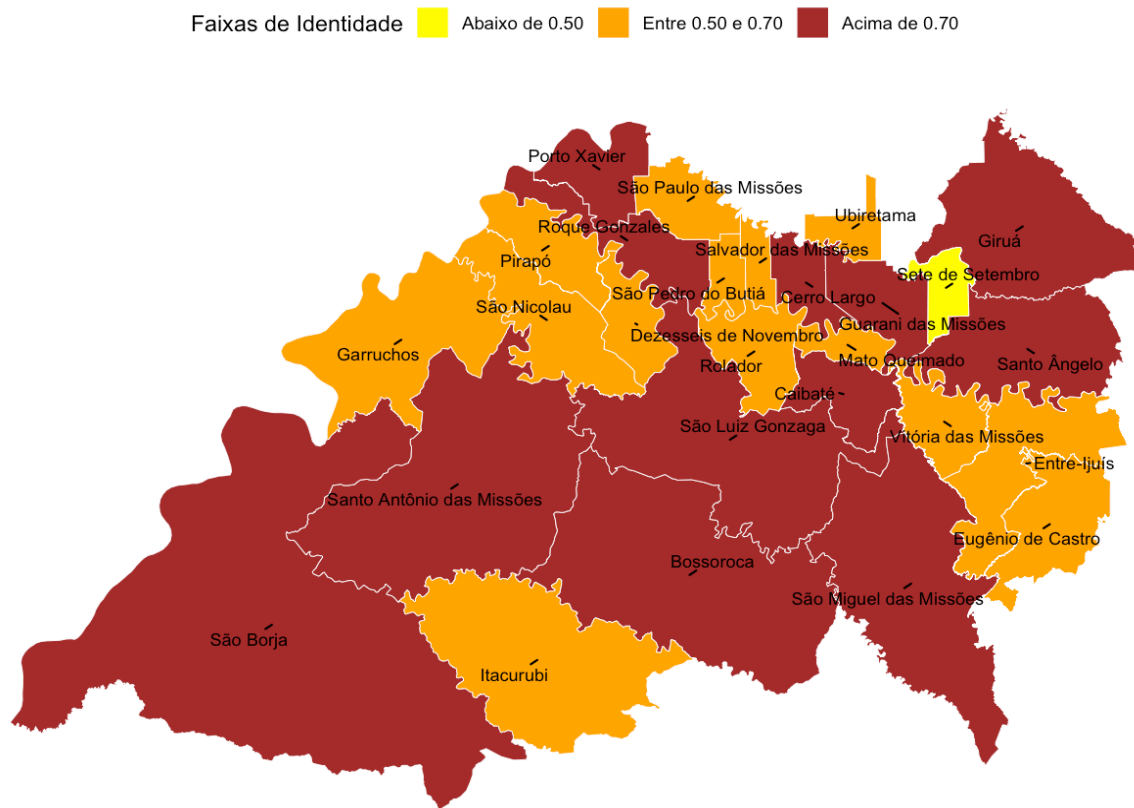 Faixas de Identidade Abaixo de 0.50 Entre 0.50 e 0.70 Acima de 0.70
Porto Xavier
São Paulo das Missões
Ubiretama
Roque Gonzales
Giruá
Salvador das Missões
Pirapó
Sete de Setembro
São Pedro do Butiá
Cerro Largo
São Nicolau
Guarani das Missões
Dezesseis de Novembro
Garruchos
Mato Queimado
Santo Ângelo
Rolador
Caibaté
São Luiz Gonzaga
Vitória das Missões
Entre-Ijuís
Santo Antônio das Missões
Eugênio de Castro
Bossoroca
São Miguel das Missões
São Borja
Itacurubi